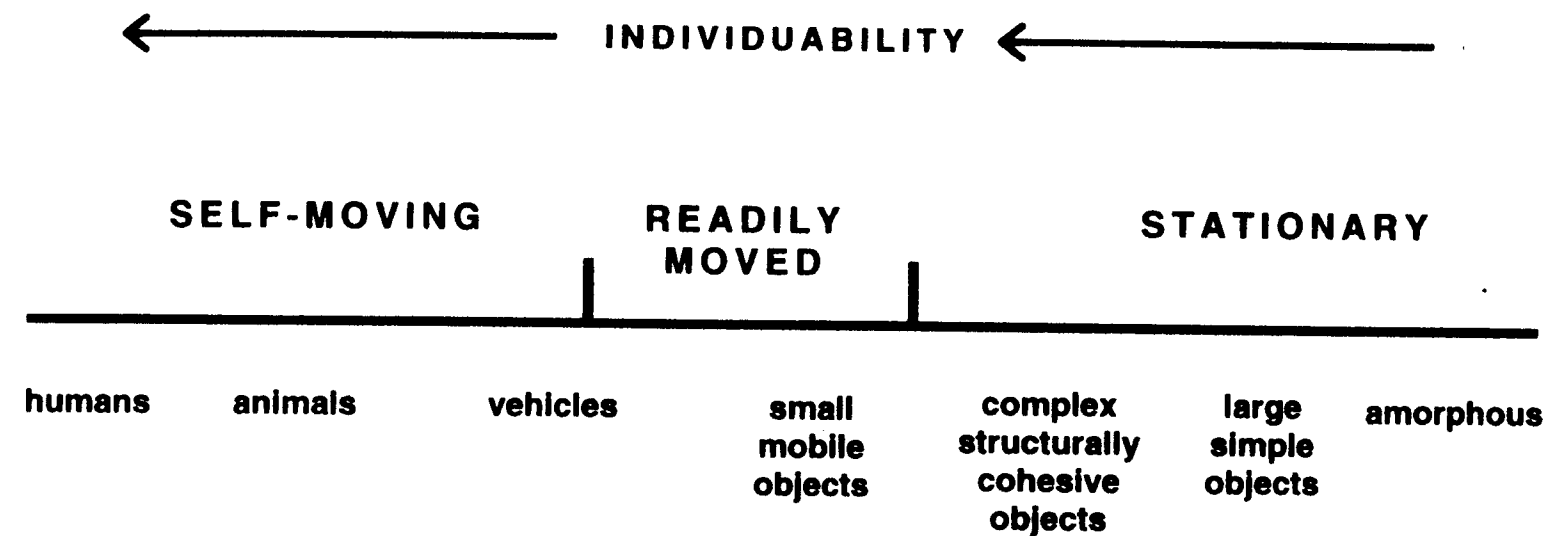 INDIVIDUABILITY
SELF-MOVING
READILY
MOVED
STATIONARY
humans
animals
vehicles
small
mobile
objects
complex
structurally
cohesive
objects
large
simple
objects
amorphous